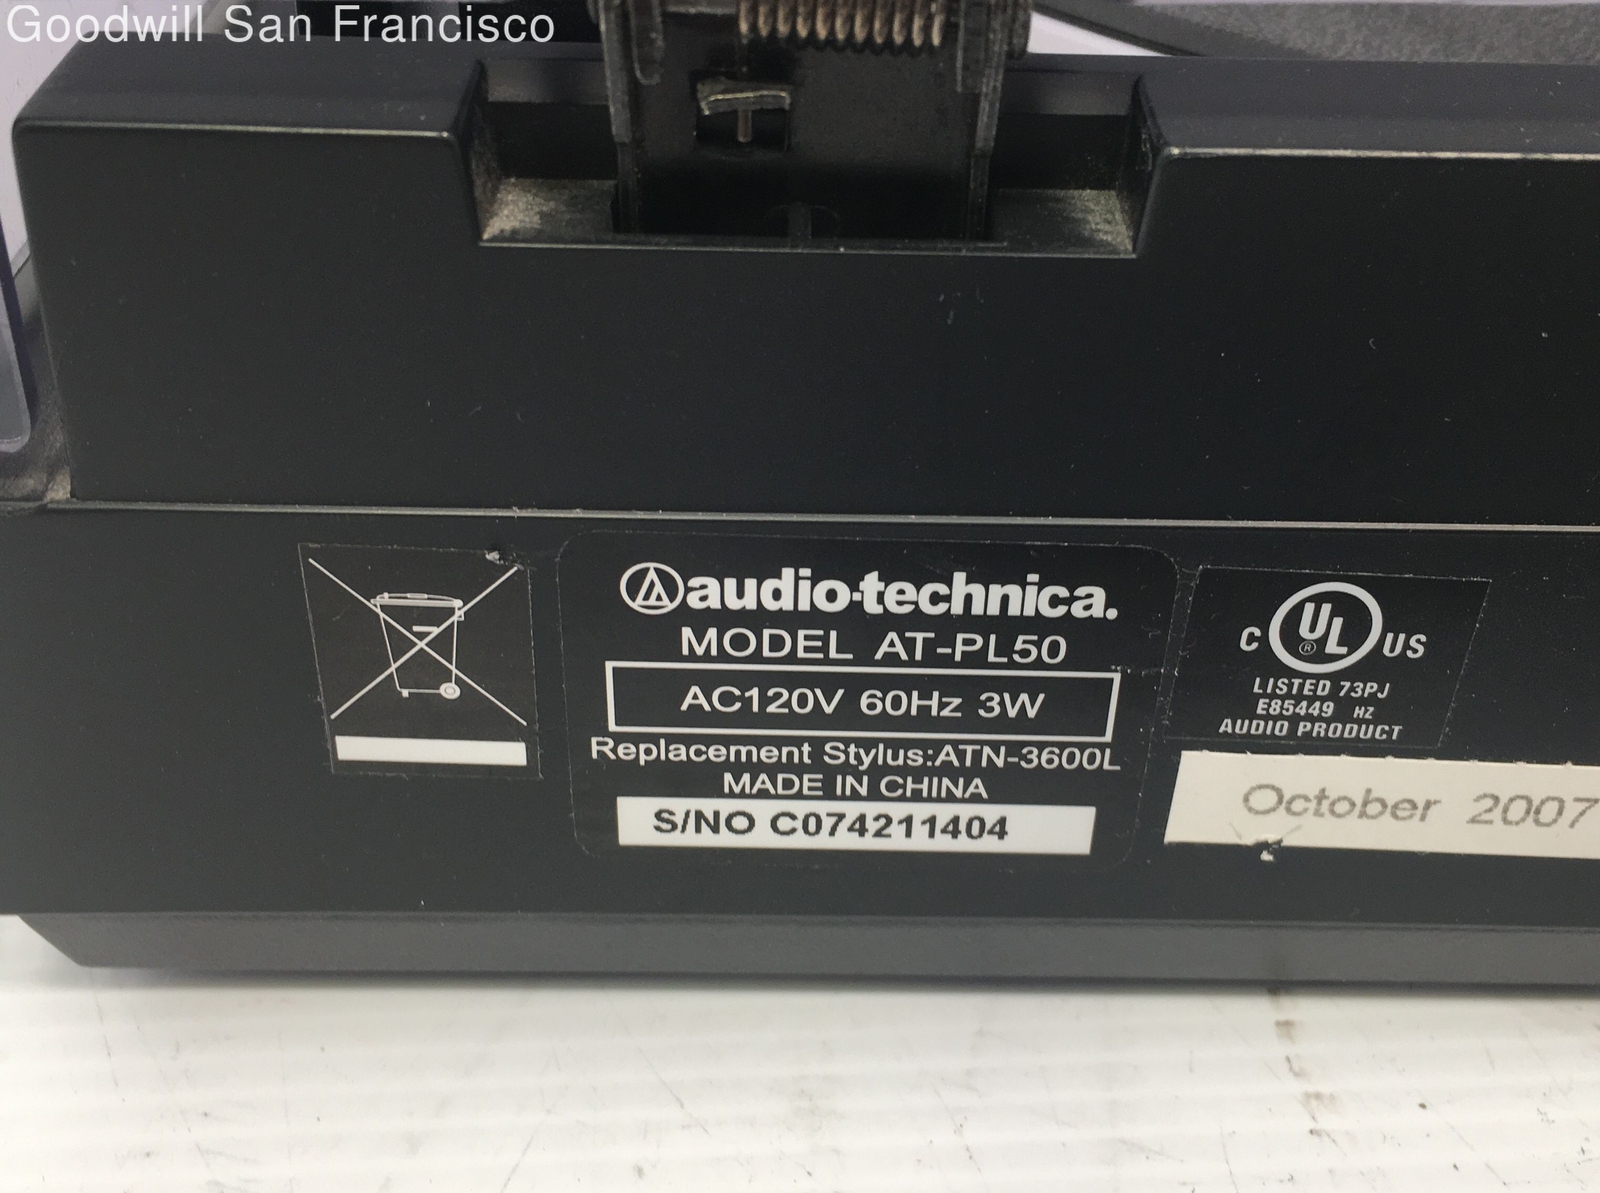 Goodwill San Francisco
audio-technica.
MODEL AT-PL50
AC120V 60Hz 3W
Replacement Stylus:ATN-3600L
MADE IN CHINA
S/NO C074211404
C UL US
®
LISTED 73PJ
E85449 HZ
AUDIO PRODUCT
October 2007